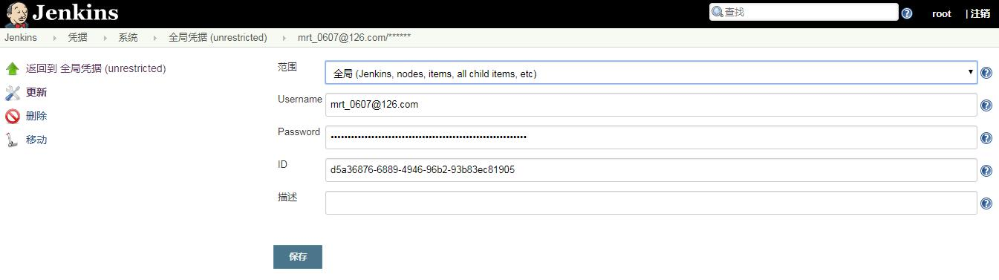 Jenkins
查找
root
| 注销
Jenkins
凭据
系统
全局凭据 (unrestricted)
mrt_0607@126.com/******
返回到 全局凭据 (unrestricted)
更新
删除
移动
范围
全局 (Jenkins, nodes, items, all child items, etc)
Username
mrt_0607@126.com
Password
ID
d5a36876-6889-4946-96b2-93b83ec81905
描述
保存